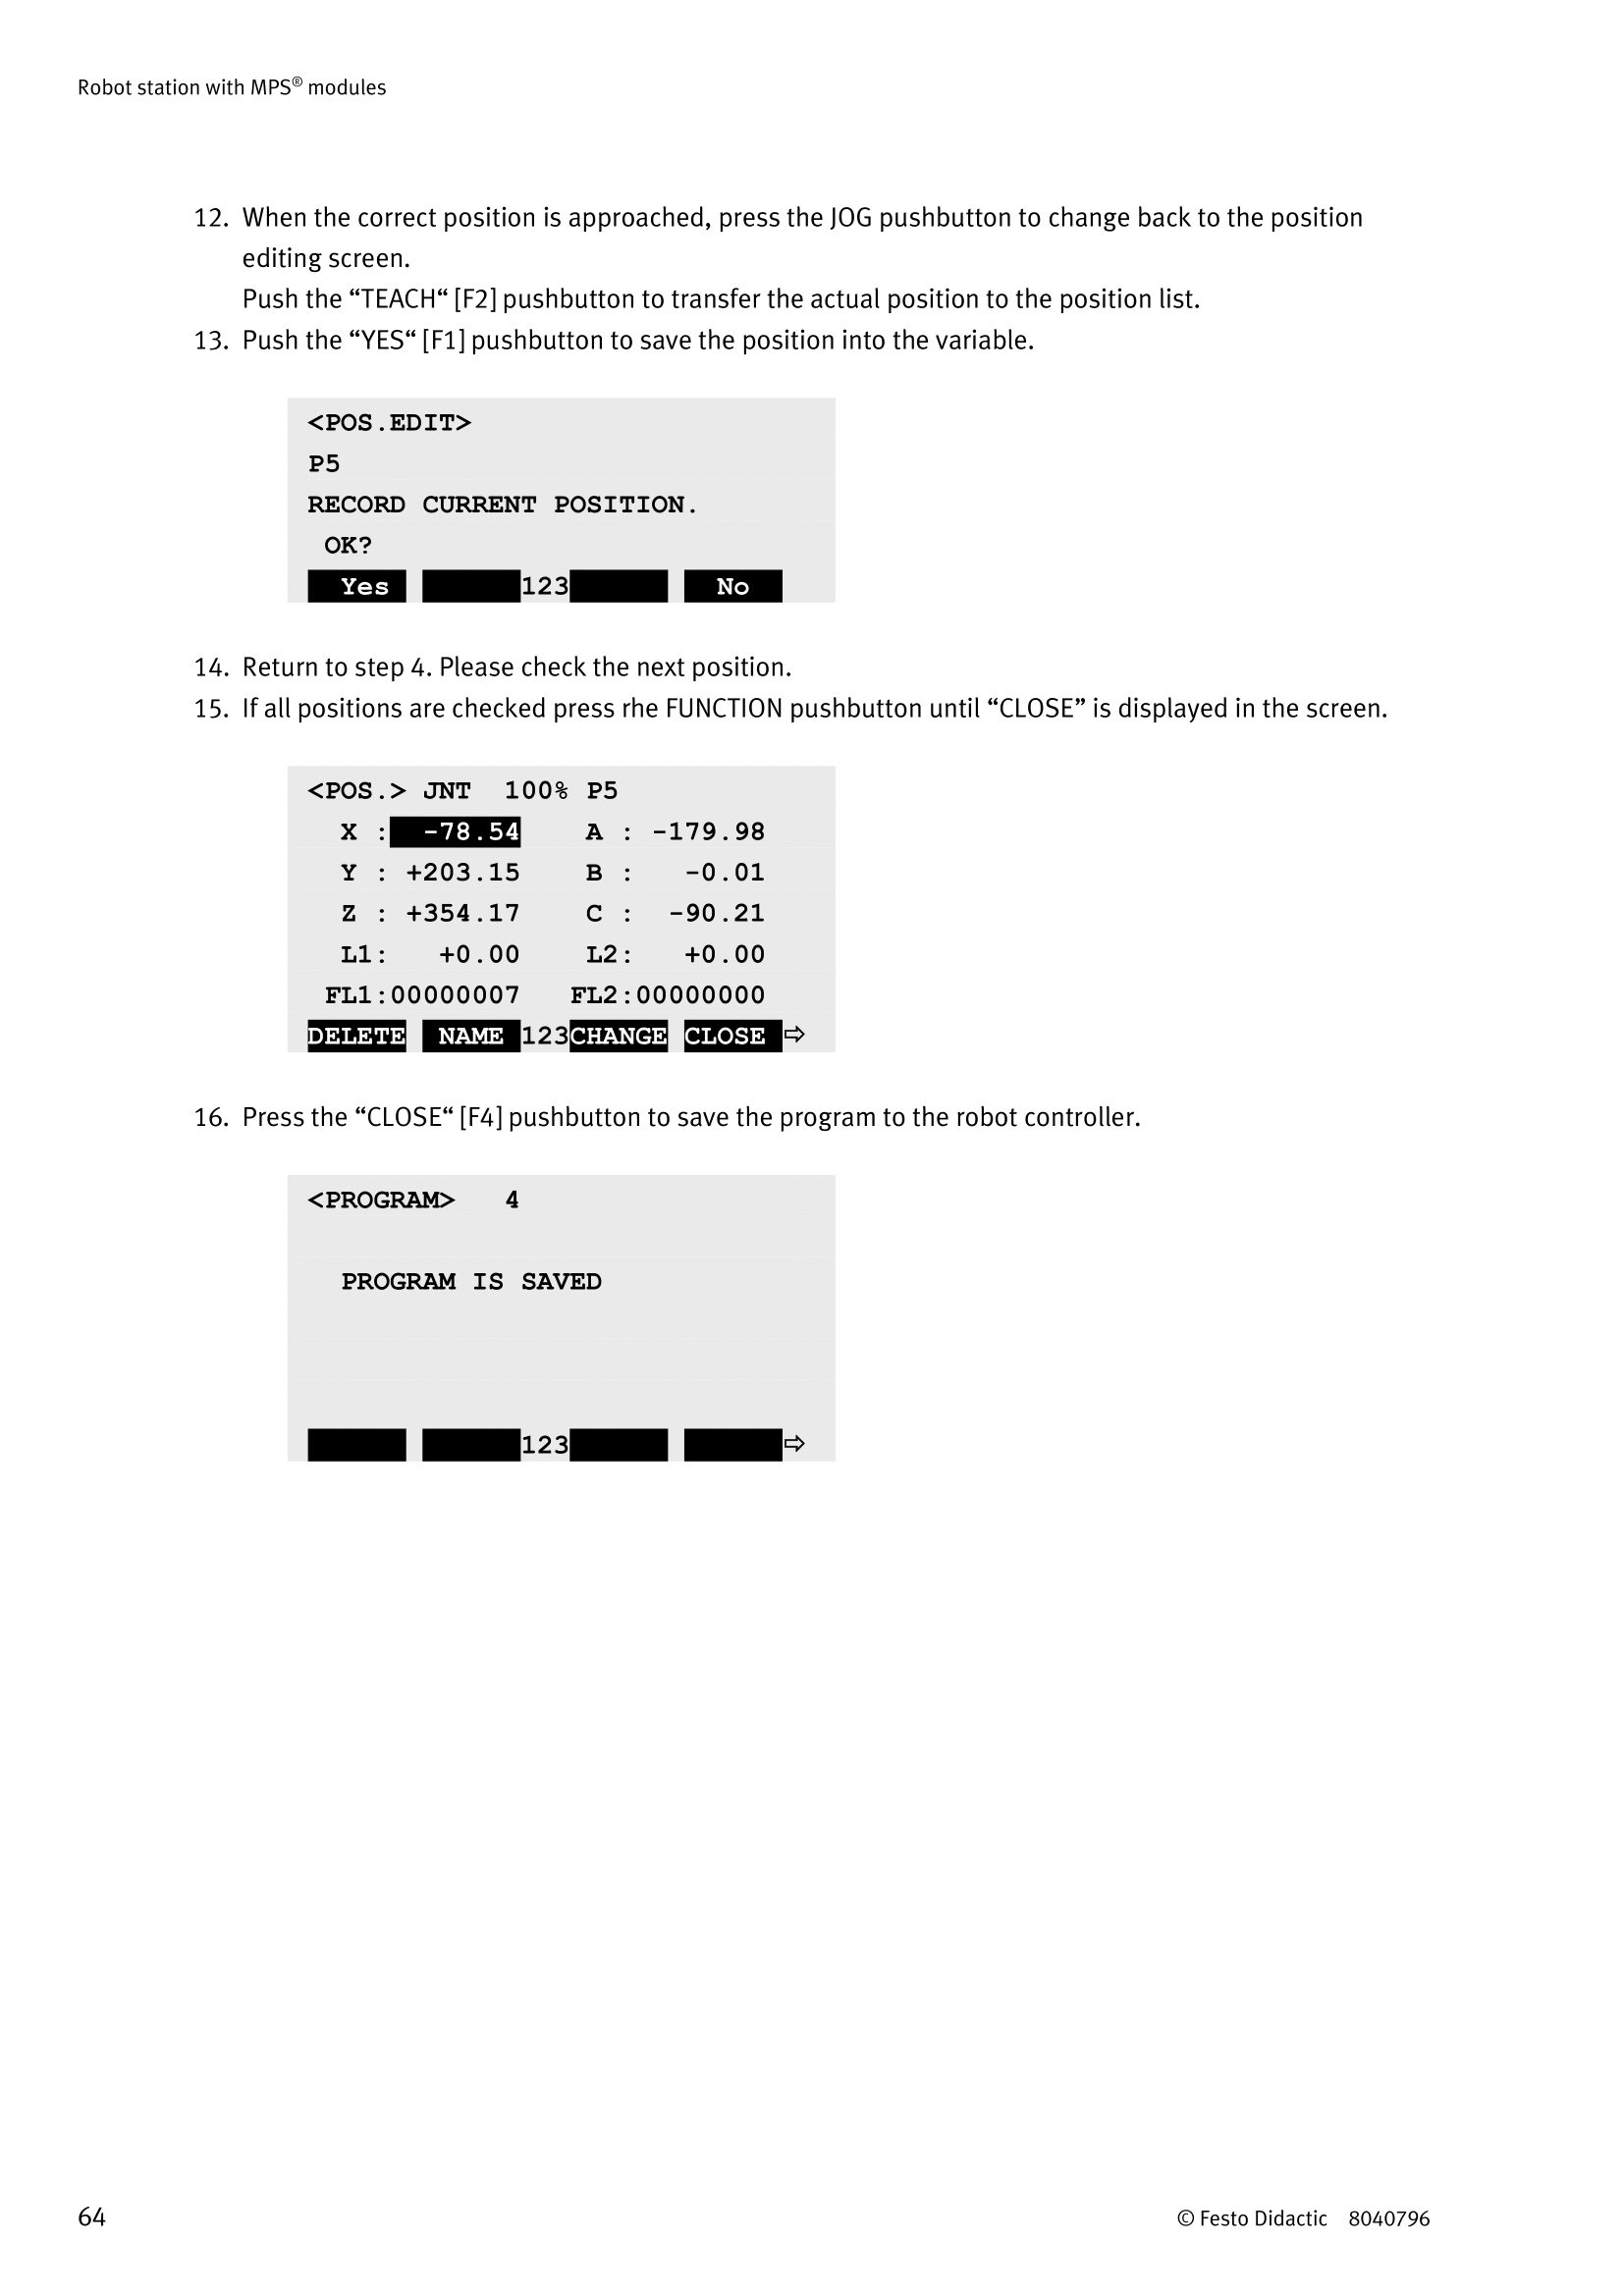 Robot station with MPS® modules
12. When the correct position is approached, press the JOG pushbutton to change back to the position
editing screen.
Push the “TEACH“ [F2] pushbutton to transfer the actual position to the position list.
13. Push the “YES“ [F1] pushbutton to save the position into the variable.
<POS.EDIT>
P5
RECORD CURRENT POSITION.
OK?
Yes 123 No
14. Return to step 4. Please check the next position.
15. If all positions are checked press rhe FUNCTION pushbutton until “CLOSE” is displayed in the screen.
<POS.> JNT 100% P5
X : -78.54 A : -179.98
Y : +203.15 B : -0.01
Z : +354.17 C : -90.21
L1: +0.00 L2: +0.00
FL1:00000007 FL2:00000000
DELETE NAME 123CHANGE CLOSE ⇨
16. Press the “CLOSE“ [F4] pushbutton to save the program to the robot controller.
<PROGRAM> 4
PROGRAM IS SAVED
123 ⇨
64 © Festo Didactic 8040796